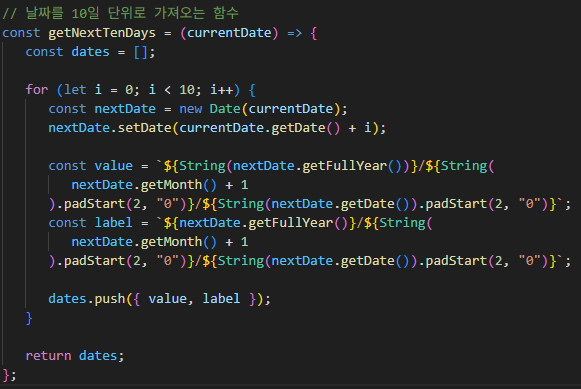 // 날짜를 10일 단위로 가져오는 함수
const getNextTenDays = (currentDate) => {
   const dates = [];

   for (let i = 0; i < 10; i++) {
      const nextDate = new Date(currentDate);
      nextDate.setDate(currentDate.getDate() + i);

      const value = `${String(nextDate.getFullYear())}/${String(
         nextDate.getMonth() + 1
      ).padStart(2, "0")}/${String(nextDate.getDate()).padStart(2, "0")}`;
      const label = `${nextDate.getFullYear()}/${String(
         nextDate.getMonth() + 1
      ).padStart(2, "0")}/${String(nextDate.getDate()).padStart(2, "0")}`;

      dates.push({ value, label });
   }

   return dates;
};